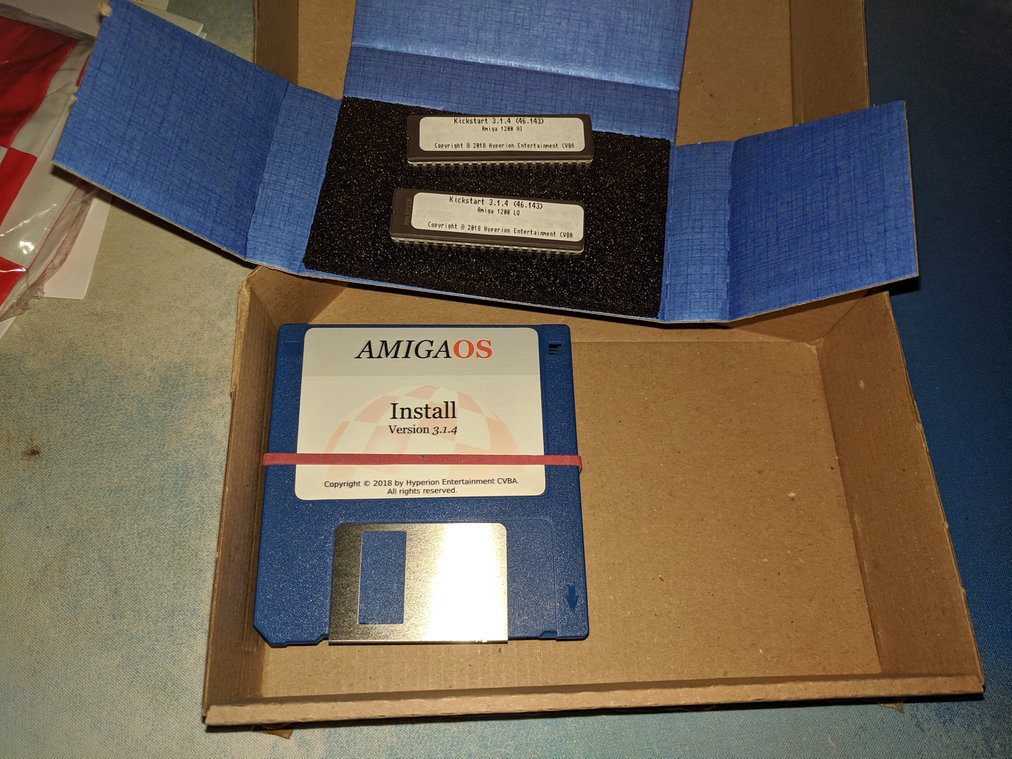 Kickstart 3.1.4 (46.143)
Amiga 1200 HI
Copyright © 2018 Hyperion Entertainment CVBA
Kickstart 3.1.4 (46.143)
Amiga 1200 LO
Copyright © 2018 Hyperion Entertainment CVBA
AMIGAOS
Install
Version 3.1.4
Copyright © 2018 by Hyperion Entertainment CVBA.
All rights reserved.